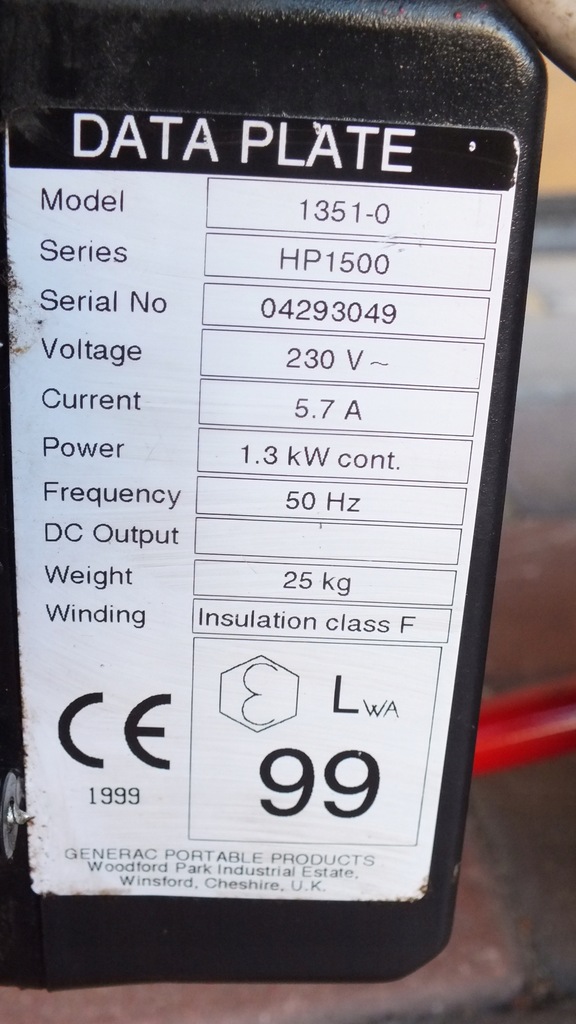 DATA PLATE
Model 1351-0
Series HP1500
Serial No 04293049
Voltage 230 V ~
Current 5.7 A
Power 1.3 kW cont.
Frequency 50 Hz
DC Output
Weight 25 kg
Winding Insulation class F
CE
1999
ε LWA
99
GENERAC PORTABLE PRODUCTS
Woodford Park Industrial Estate,
Winsford, Cheshire, U.K.